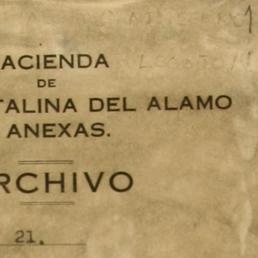 ACIENDA
DE
TALINA DEL ALAMO
ANEXAS.
RCHIVO
21.